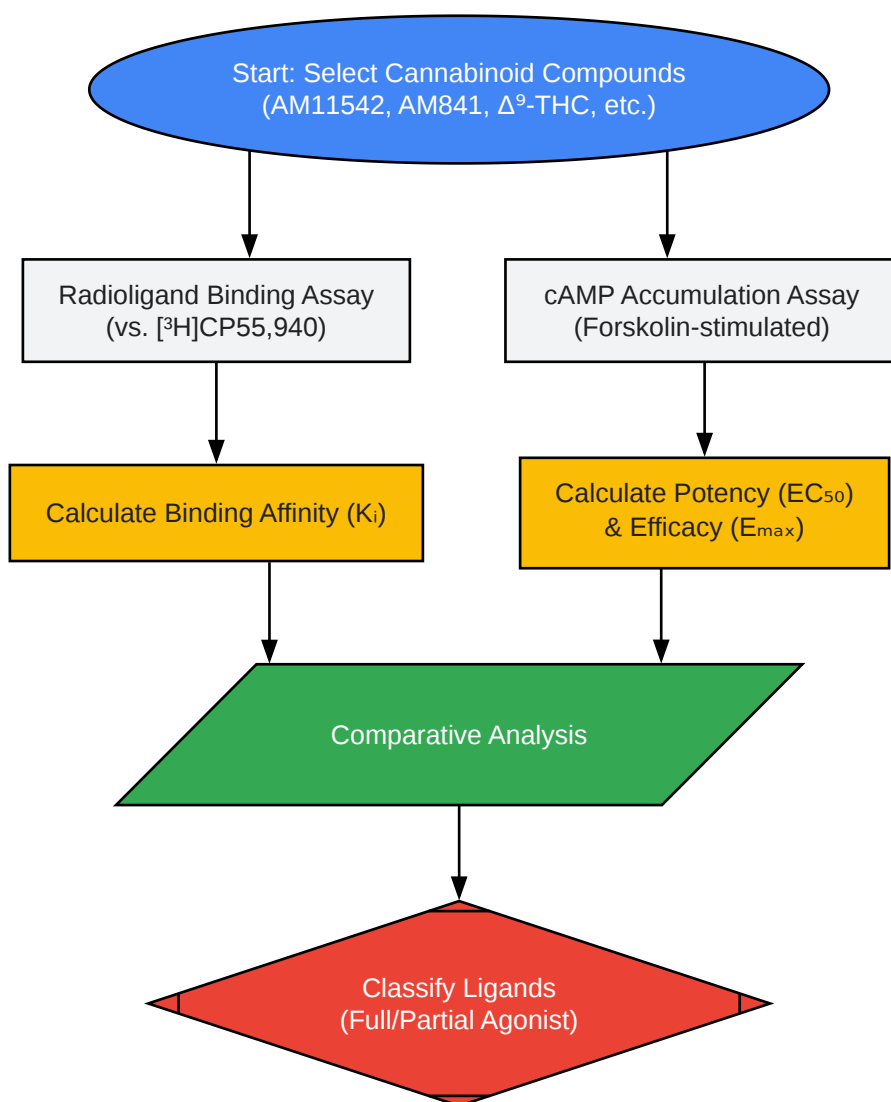 Start: Select Cannabinoid Compounds
(AM11542, AM841, Δ⁹-THC, etc.)
Radioligand Binding Assay
(vs. [³H]CP55,940)
cAMP Accumulation Assay
(Forskolin-stimulated)
Calculate Binding Affinity (Kᵢ)
Calculate Potency (EC₅₀)
& Efficacy (Eₘₐₓ)
Comparative Analysis
Classify Ligands
(Full/Partial Agonist)